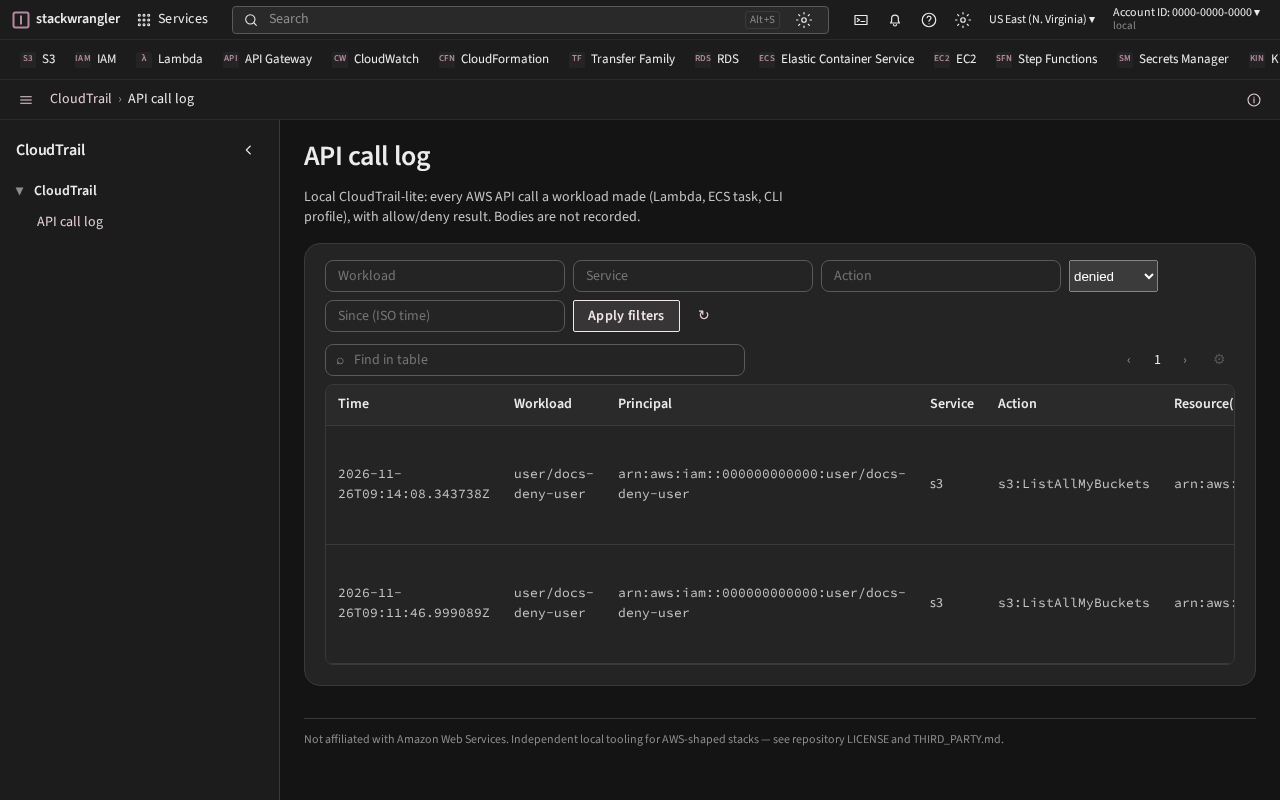 stackwrangler Services Search Alt+S US East (N. Virginia) ▾ Account ID: 0000-0000-0000 ▾
local
S3 S3 IAM IAM λ Lambda API API Gateway CW CloudWatch CFN CloudFormation TF Transfer Family RDS RDS ECS Elastic Container Service EC2 EC2 SFN Step Functions SM Secrets Manager KIN K
CloudTrail › API call log
CloudTrail
▼ CloudTrail
API call log
API call log
Local CloudTrail-lite: every AWS API call a workload made (Lambda, ECS task, CLI
profile), with allow/deny result. Bodies are not recorded.
Workload Service Action denied
Since (ISO time) Apply filters ↻
Find in table ‹ 1 ›
Time Workload Principal Service Action Resource(
2026-11-26T09:14:08.343738Z user/docs-deny-user arn:aws:iam::000000000000:user/docs-deny-user s3 s3:ListAllMyBuckets arn:aws:
2026-11-26T09:11:46.999089Z user/docs-deny-user arn:aws:iam::000000000000:user/docs-deny-user s3 s3:ListAllMyBuckets arn:aws:
Not affiliated with Amazon Web Services. Independent local tooling for AWS-shaped stacks — see repository LICENSE and THIRD_PARTY.md.